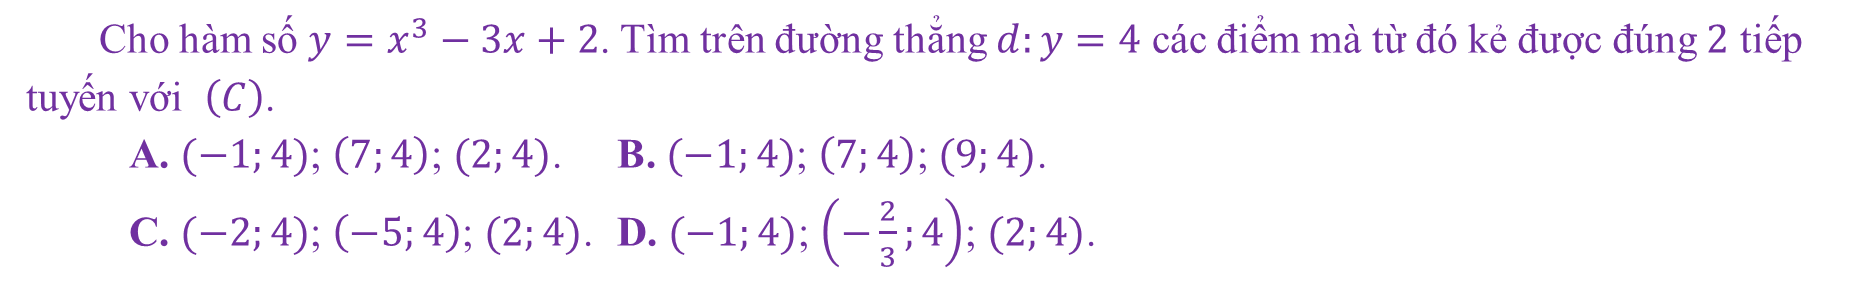 Cho hàm số y = x³ − 3x + 2. Tìm trên đường thẳng d: y = 4 các điểm mà từ đó kẻ được đúng 2 tiếp
tuyến với (C).
A. (−1; 4); (7; 4); (2; 4). B. (−1; 4); (7; 4); (9; 4).
C. (−2; 4); (−5; 4); (2; 4). D. (−1; 4); (−2/3; 4); (2; 4).